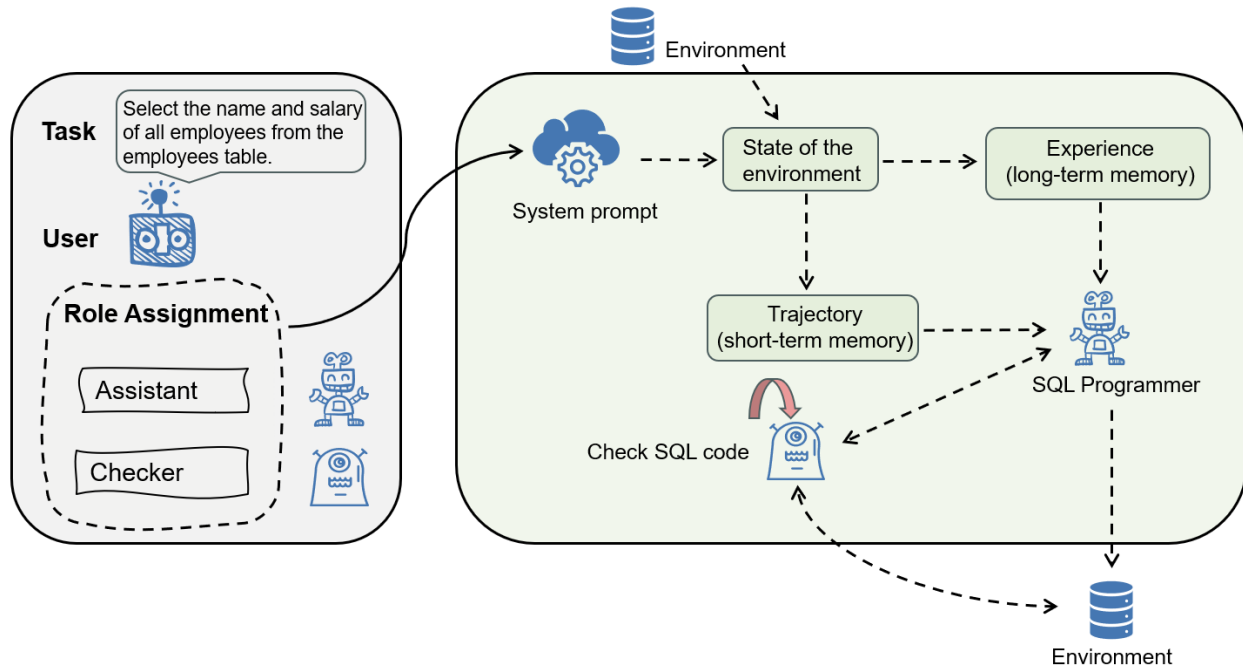 Task
Select the name and salary
of all employees from the
employees table.
User
Role Assignment
Assistant
Checker
Environment
System prompt
State of the
environment
Experience
(long-term memory)
Trajectory
(short-term memory)
SQL Programmer
Check SQL code
Environment